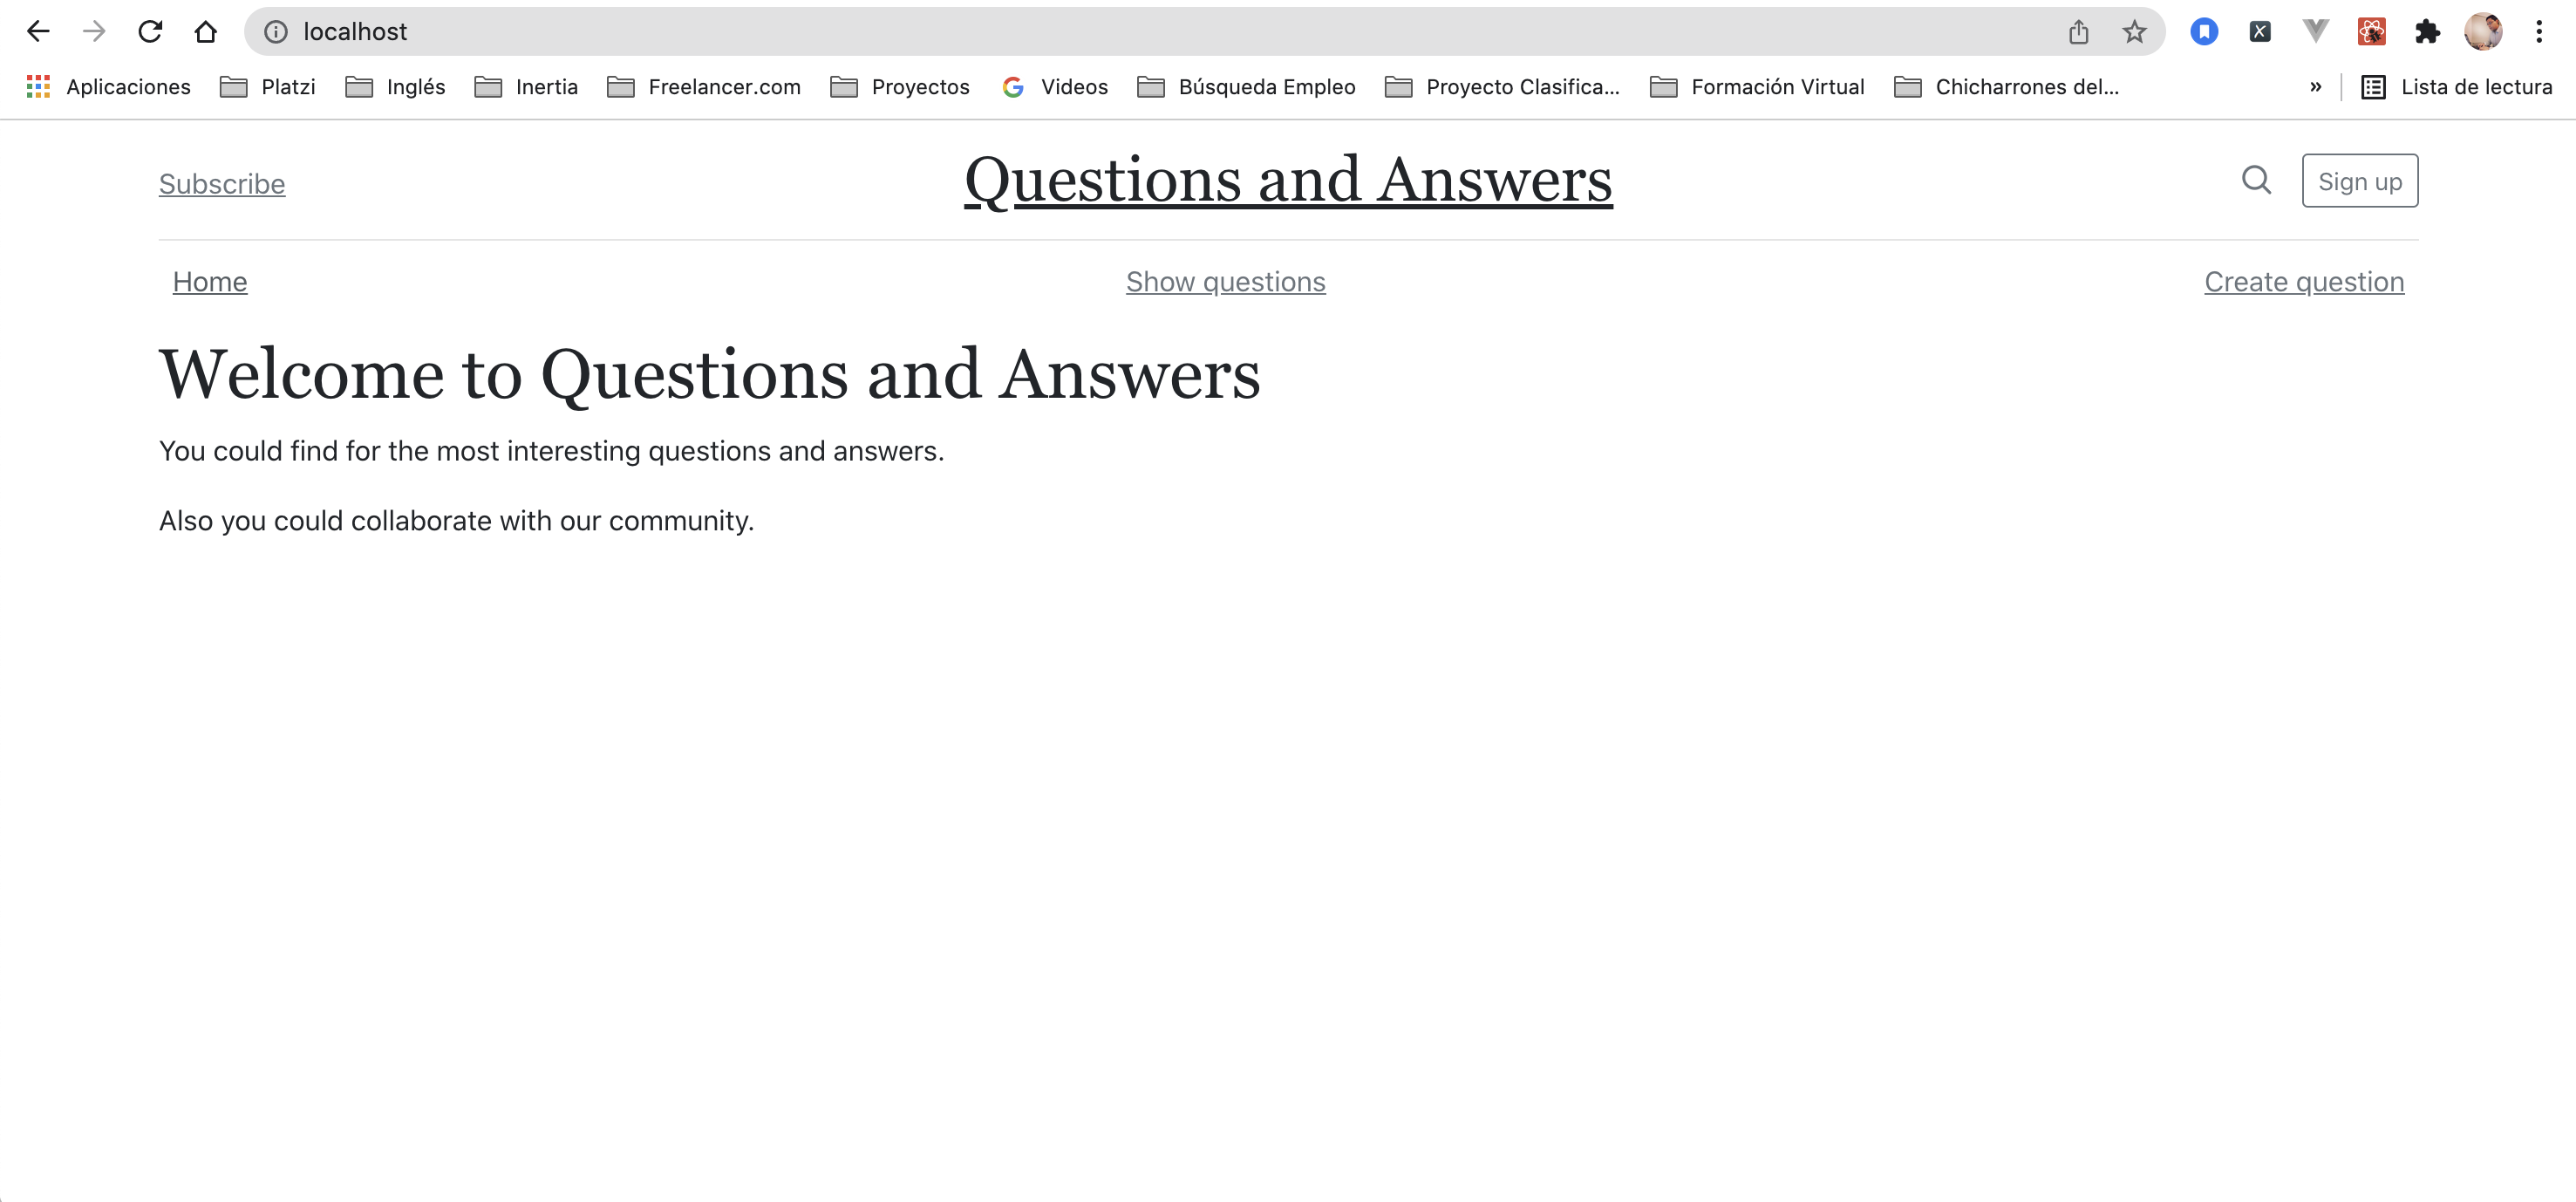 localhost
Aplicaciones Platzi Inglés Inertia Freelancer.com Proyectos Videos Búsqueda Empleo Proyecto Clasifica... Formación Virtual Chicharrones del... » Lista de lectura
Subscribe Questions and Answers Sign up
Home Show questions Create question
Welcome to Questions and Answers
You could find for the most interesting questions and answers.
Also you could collaborate with our community.